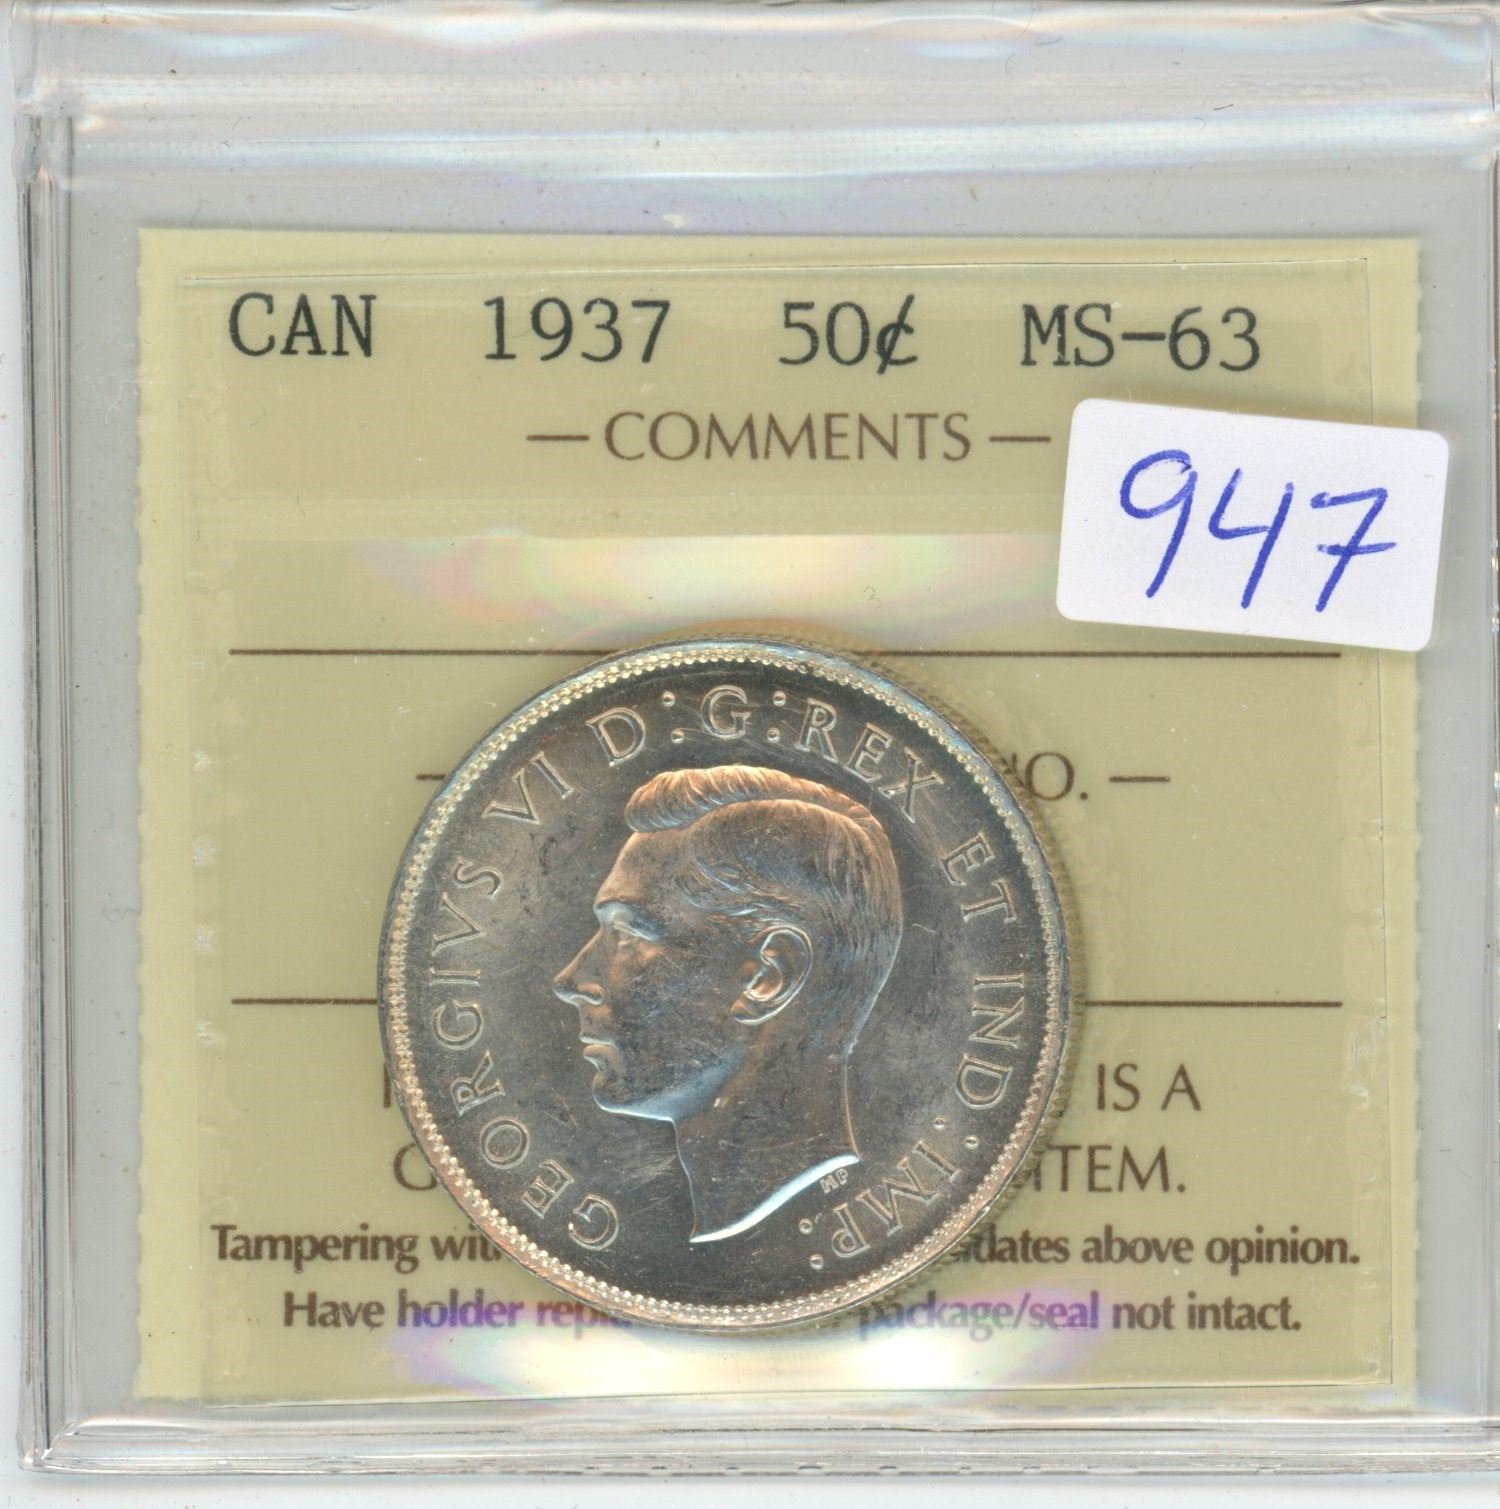 CAN 1937 50¢ MS-63
— COMMENTS —
947
GEORGIVS VI D:G:REX ET IND:IMP:
HP
NO. —
IS A
ITEM.
Tampering with dates above opinion.
Have holder package/seal not intact.